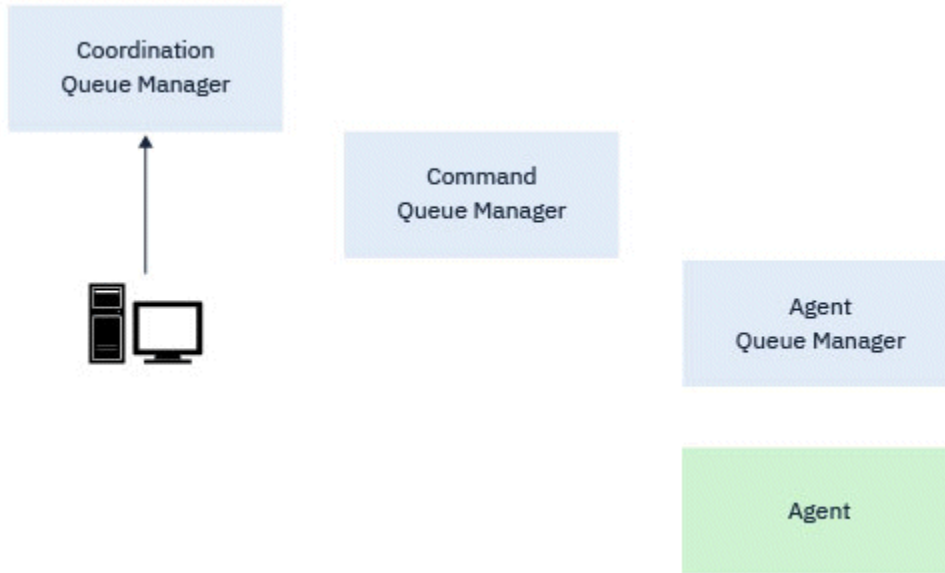 Coordination
Queue Manager
Command
Queue Manager
Agent
Queue Manager
Agent